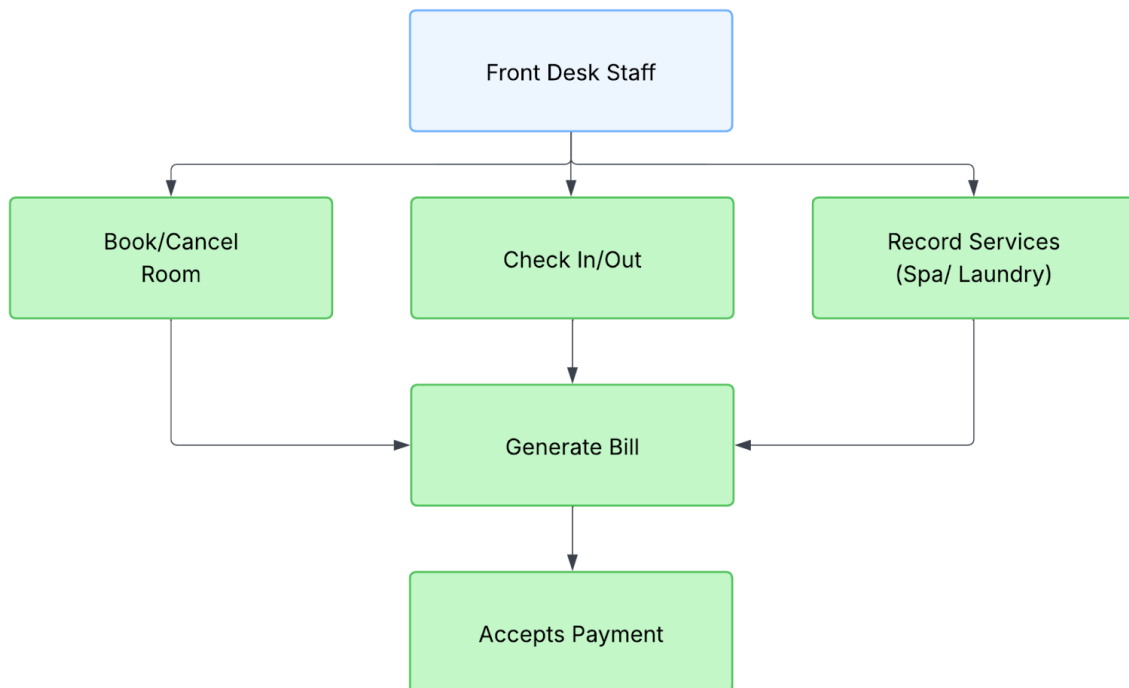 Front Desk Staff
Book/Cancel
Room
Check In/Out
Record Services
(Spa/ Laundry)
Generate Bill
Accepts Payment